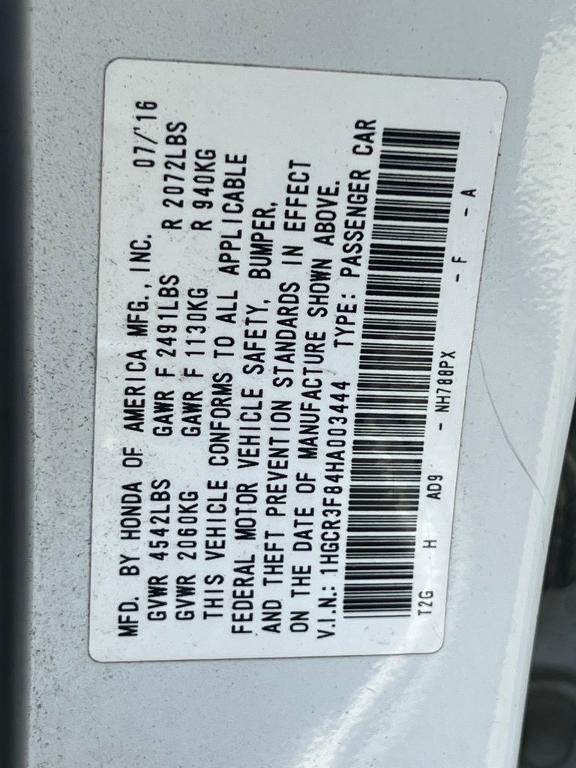 MFD. BY HONDA OF AMERICA MFG., INC. 07/'16
GVWR 4542LBS GAWR F 2491LBS R 2072LBS
GVWR 2060KG GAWR F 1130KG R 940KG
THIS VEHICLE CONFORMS TO ALL APPLICABLE
FEDERAL MOTOR VEHICLE SAFETY, BUMPER,
AND THEFT PREVENTION STANDARDS IN EFFECT
ON THE DATE OF MANUFACTURE SHOWN ABOVE.
V.I.N.: 1HGCR3F84HA003444 TYPE: PASSENGER CAR
T2G H AD9 - NH788PX - F - A